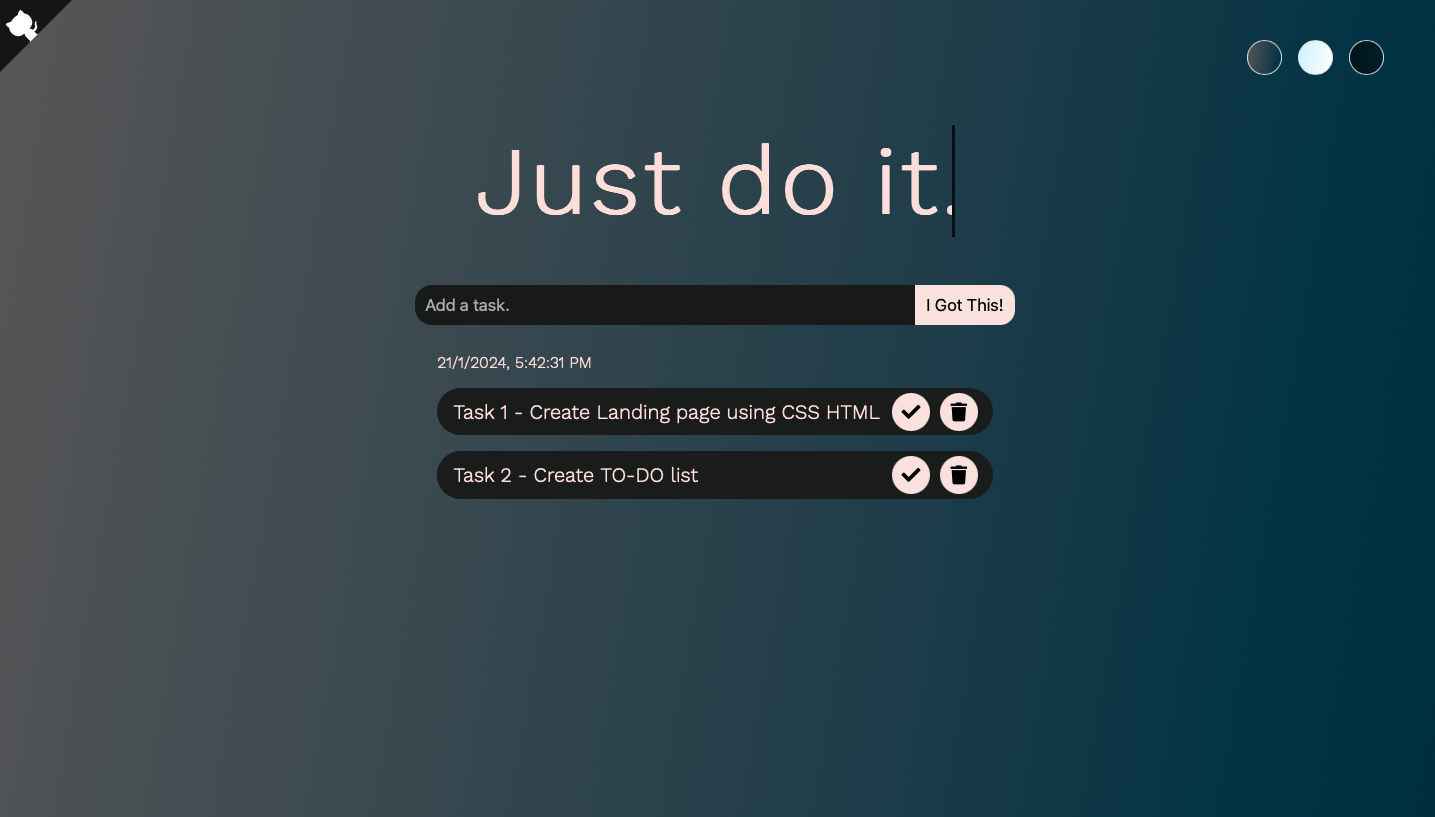 Just do it.
Add a task.
I Got This!
21/1/2024, 5:42:31 PM
Task 1 - Create Landing page using CSS HTML
Task 2 - Create TO-DO list